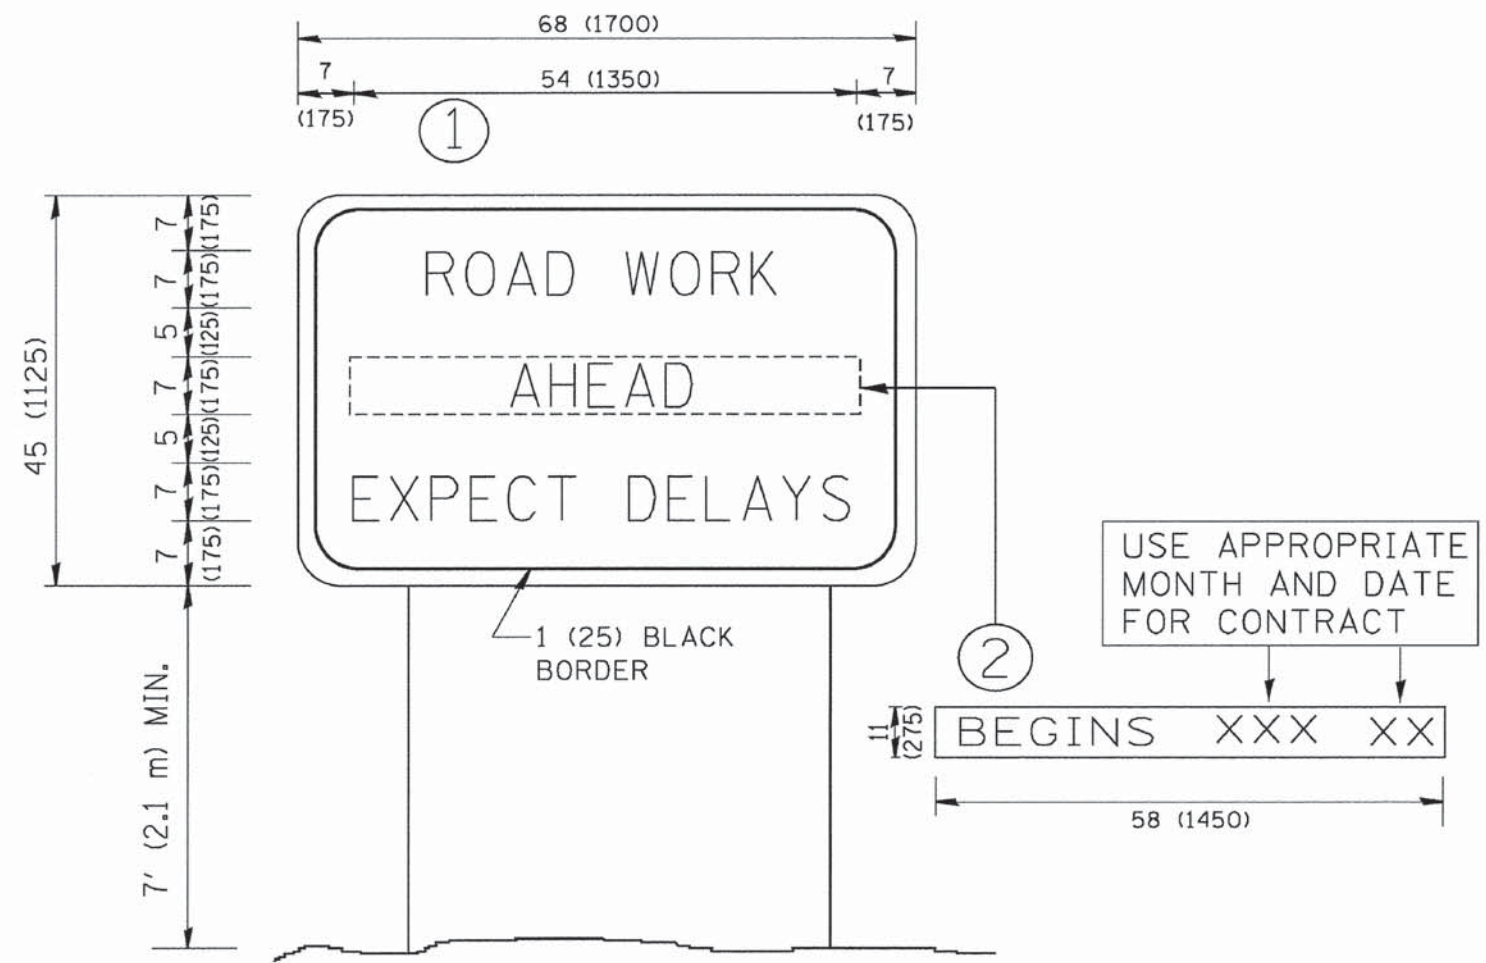 68 (1700)
7
54 (1350)
7
(175)
(175)
1
7
(175)
7
(175)
5
(125)
7
(175)
5
(125)
7
(175)
7
(175)
45 (1125)
ROAD WORK
AHEAD
EXPECT DELAYS
1 (25) BLACK
BORDER
7' (2.1 m) MIN.
2
USE APPROPRIATE
MONTH AND DATE
FOR CONTRACT
11
(275)
BEGINS XXX XX
58 (1450)